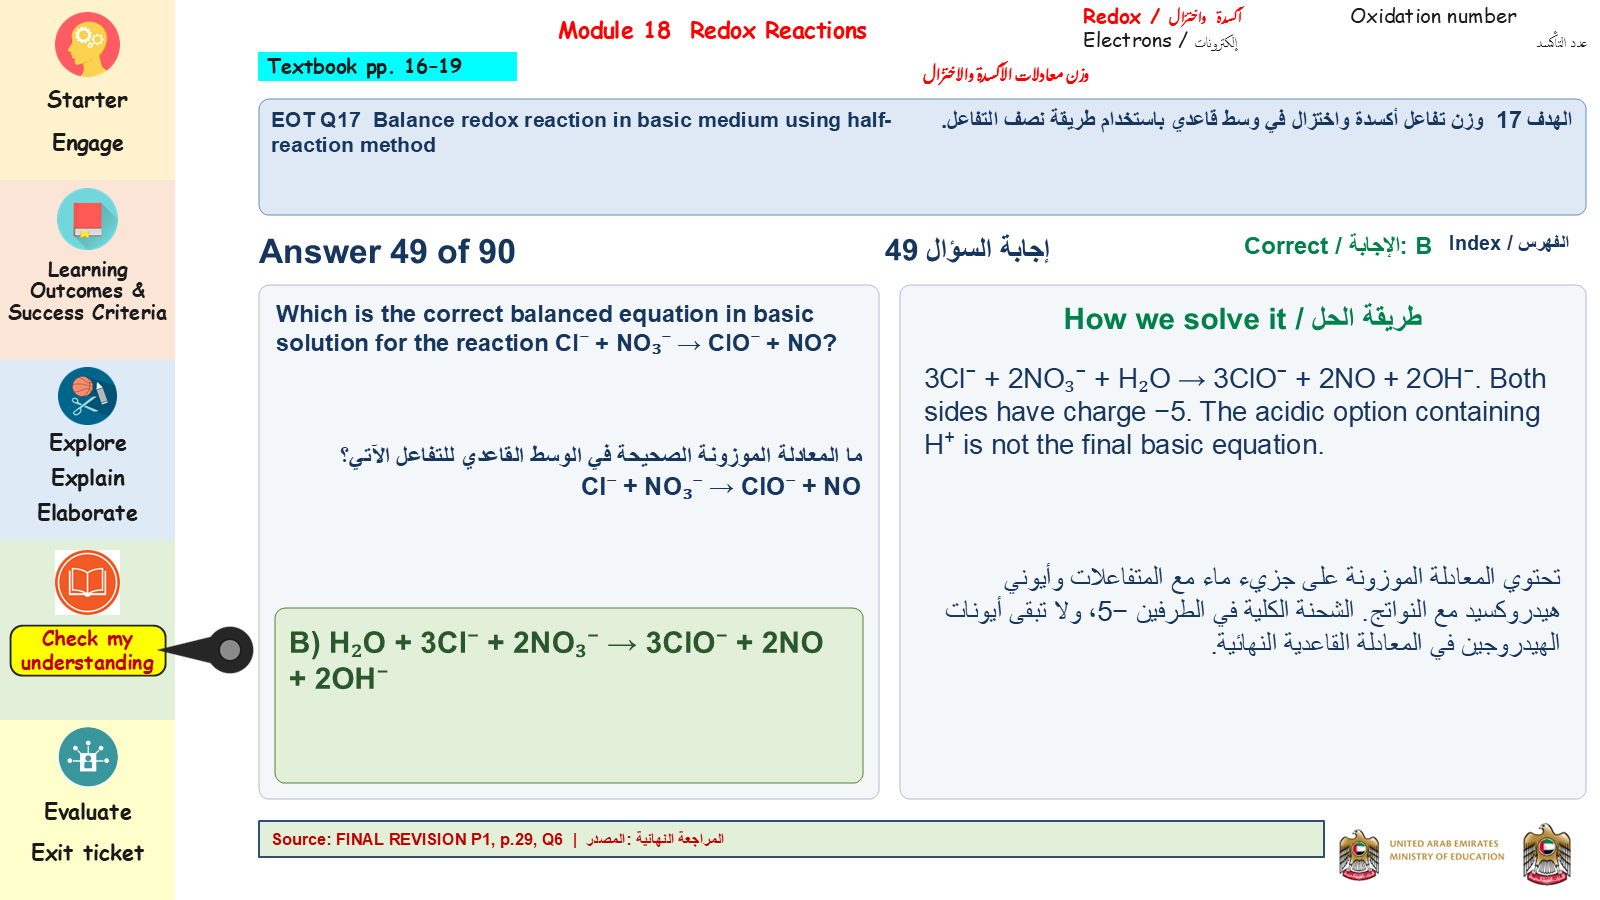 Starter
Engage
Learning
Outcomes &
Success Criteria
Explore
Explain
Elaborate
Check my
understanding
Evaluate
Exit ticket
Module 18 Redox Reactions
Redox / أكسدة واختزال
Electrons / إلكترونات
Oxidation number
عدد التأكسد
Textbook pp. 16–19
وزن معادلات الأكسدة والاختزال
EOT Q17 Balance redox reaction in basic medium using half-
reaction method
الهدف 17 وزن تفاعل أكسدة واختزال في وسط قاعدي باستخدام طريقة نصف التفاعل.
Answer 49 of 90
إجابة السؤال 49
Correct / الإجابة: B
Index / الفهرس
Which is the correct balanced equation in basic
solution for the reaction Cl⁻ + NO₃⁻ → ClO⁻ + NO?
ما المعادلة الموزونة الصحيحة في الوسط القاعدي للتفاعل الآتي؟
Cl⁻ + NO₃⁻ → ClO⁻ + NO
B) H₂O + 3Cl⁻ + 2NO₃⁻ → 3ClO⁻ + 2NO
+ 2OH⁻
How we solve it / طريقة الحل
3Cl⁻ + 2NO₃⁻ + H₂O → 3ClO⁻ + 2NO + 2OH⁻. Both
sides have charge −5. The acidic option containing
H⁺ is not the final basic equation.
تحتوي المعادلة الموزونة على جزيء ماء مع المتفاعلات وأيوني
هيدروكسيد مع النواتج. الشحنة الكلية في الطرفين −5، ولا تبقى أيونات
الهيدروجين في المعادلة القاعدية النهائية.
Source: FINAL REVISION P1, p.29, Q6 | المصدر: المراجعة النهائية
UNITED ARAB EMIRATES
MINISTRY OF EDUCATION